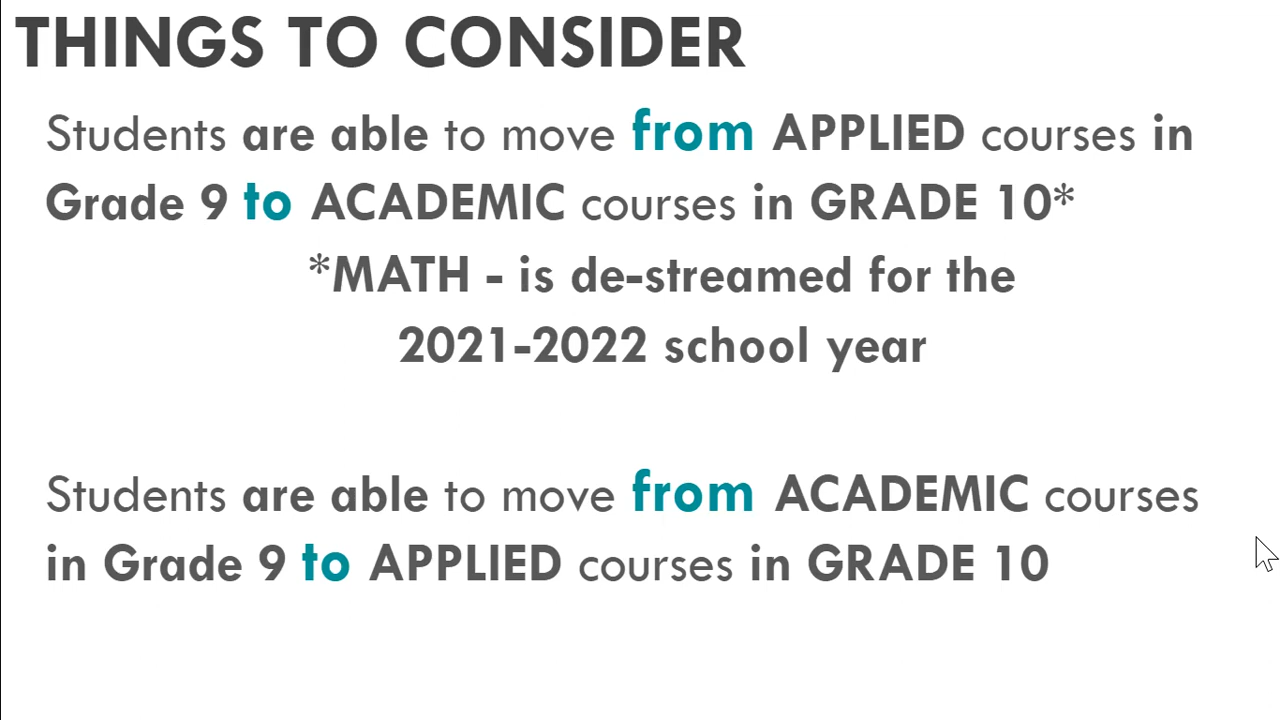 THINGS TO CONSIDER
Students are able to move from APPLIED courses in
Grade 9 to ACADEMIC courses in GRADE 10*
*MATH - is de-streamed for the
2021-2022 school year
Students are able to move from ACADEMIC courses
in Grade 9 to APPLIED courses in GRADE 10